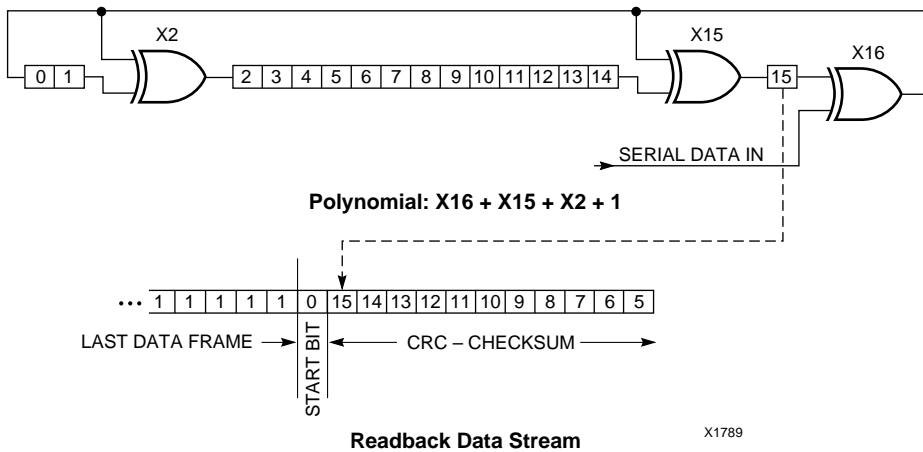 X2
X15
X16
0 1
2 3 4 5 6 7 8 9 10 11 12 13 14
15
SERIAL DATA IN
Polynomial: X16 + X15 + X2 + 1
••• 1 1 1 1 1 0 15 14 13 12 11 10 9 8 7 6 5
LAST DATA FRAME
START BIT
CRC – CHECKSUM
Readback Data Stream
X1789